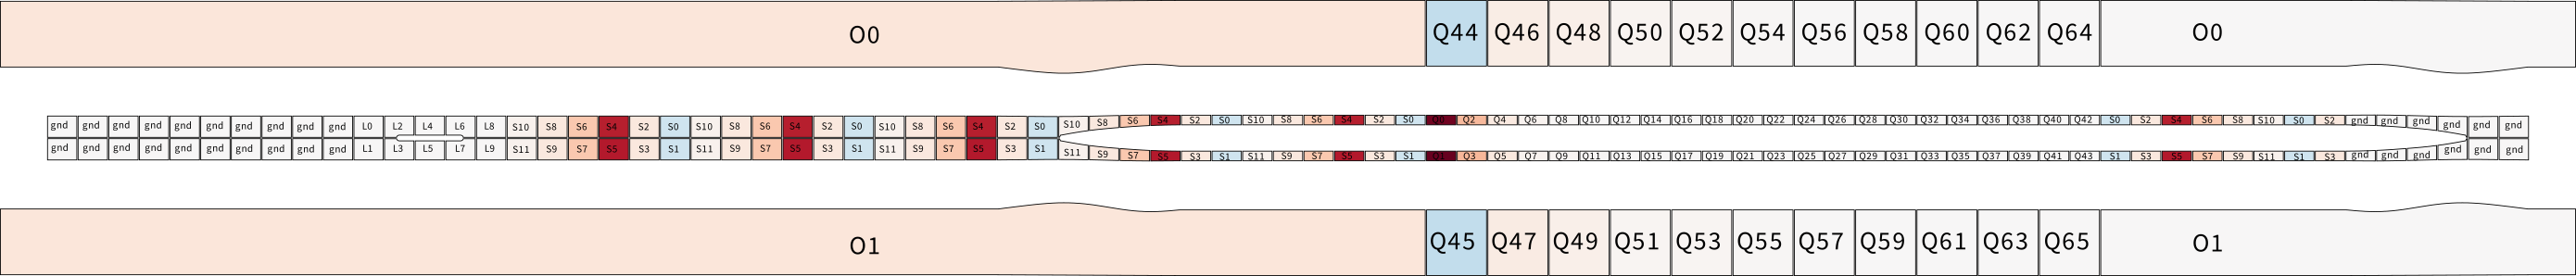 O0 Q44 Q46 Q48 Q50 Q52 Q54 Q56 Q58 Q60 Q62 Q64 O0
gnd gnd gnd gnd gnd gnd gnd gnd gnd gnd L0 L2 L4 L6 L8 S10 S8 S6 S4 S2 S0 S10 S8 S6 S4 S2 S0 S10 S8 S6 S4 S2 S0 S10 S8 S6 S4 S2 S0 S10 S8 S6 S4 S2 S0 Q0 Q2 Q4 Q6 Q8 Q10 Q12 Q14 Q16 Q18 Q20 Q22 Q24 Q26 Q28 Q30 Q32 Q34 Q36 Q38 Q40 Q42 S0 S2 S4 S6 S8 S10 S0 S2 gnd gnd gnd gnd gnd gnd
gnd gnd gnd gnd gnd gnd gnd gnd gnd gnd L1 L3 L5 L7 L9 S11 S9 S7 S5 S3 S1 S11 S9 S7 S5 S3 S1 S11 S9 S7 S5 S3 S1 S11 S9 S7 S5 S3 S1 S11 S9 S7 S5 S3 S1 Q1 Q3 Q5 Q7 Q9 Q11 Q13 Q15 Q17 Q19 Q21 Q23 Q25 Q27 Q29 Q31 Q33 Q35 Q37 Q39 Q41 Q43 S1 S3 S5 S7 S9 S11 S1 S3 gnd gnd gnd gnd gnd gnd
O1 Q45 Q47 Q49 Q51 Q53 Q55 Q57 Q59 Q61 Q63 Q65 O1